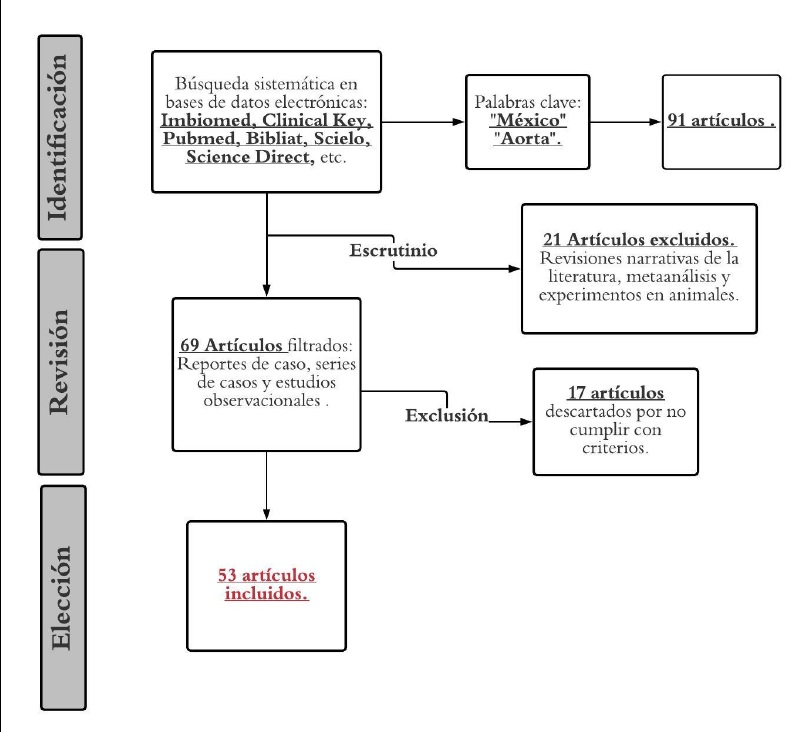 Identificación
Búsqueda sistemática en
bases de datos electrónicas:
Imbiomed, Clinical Key,
Pubmed, Bibliat, Scielo,
Science Direct, etc.
Palabras clave:
"México"
"Aorta".
91 artículos .
Escrutinio
21 Artículos excluidos.
Revisiones narrativas de la
literatura, metaanálisis y
experimentos en animales.
Revisión
69 Artículos filtrados:
Reportes de caso, series
de casos y estudios
observacionales .
Exclusión
17 artículos
descartados por no
cumplir con
criterios.
Elección
53 artículos
incluidos.